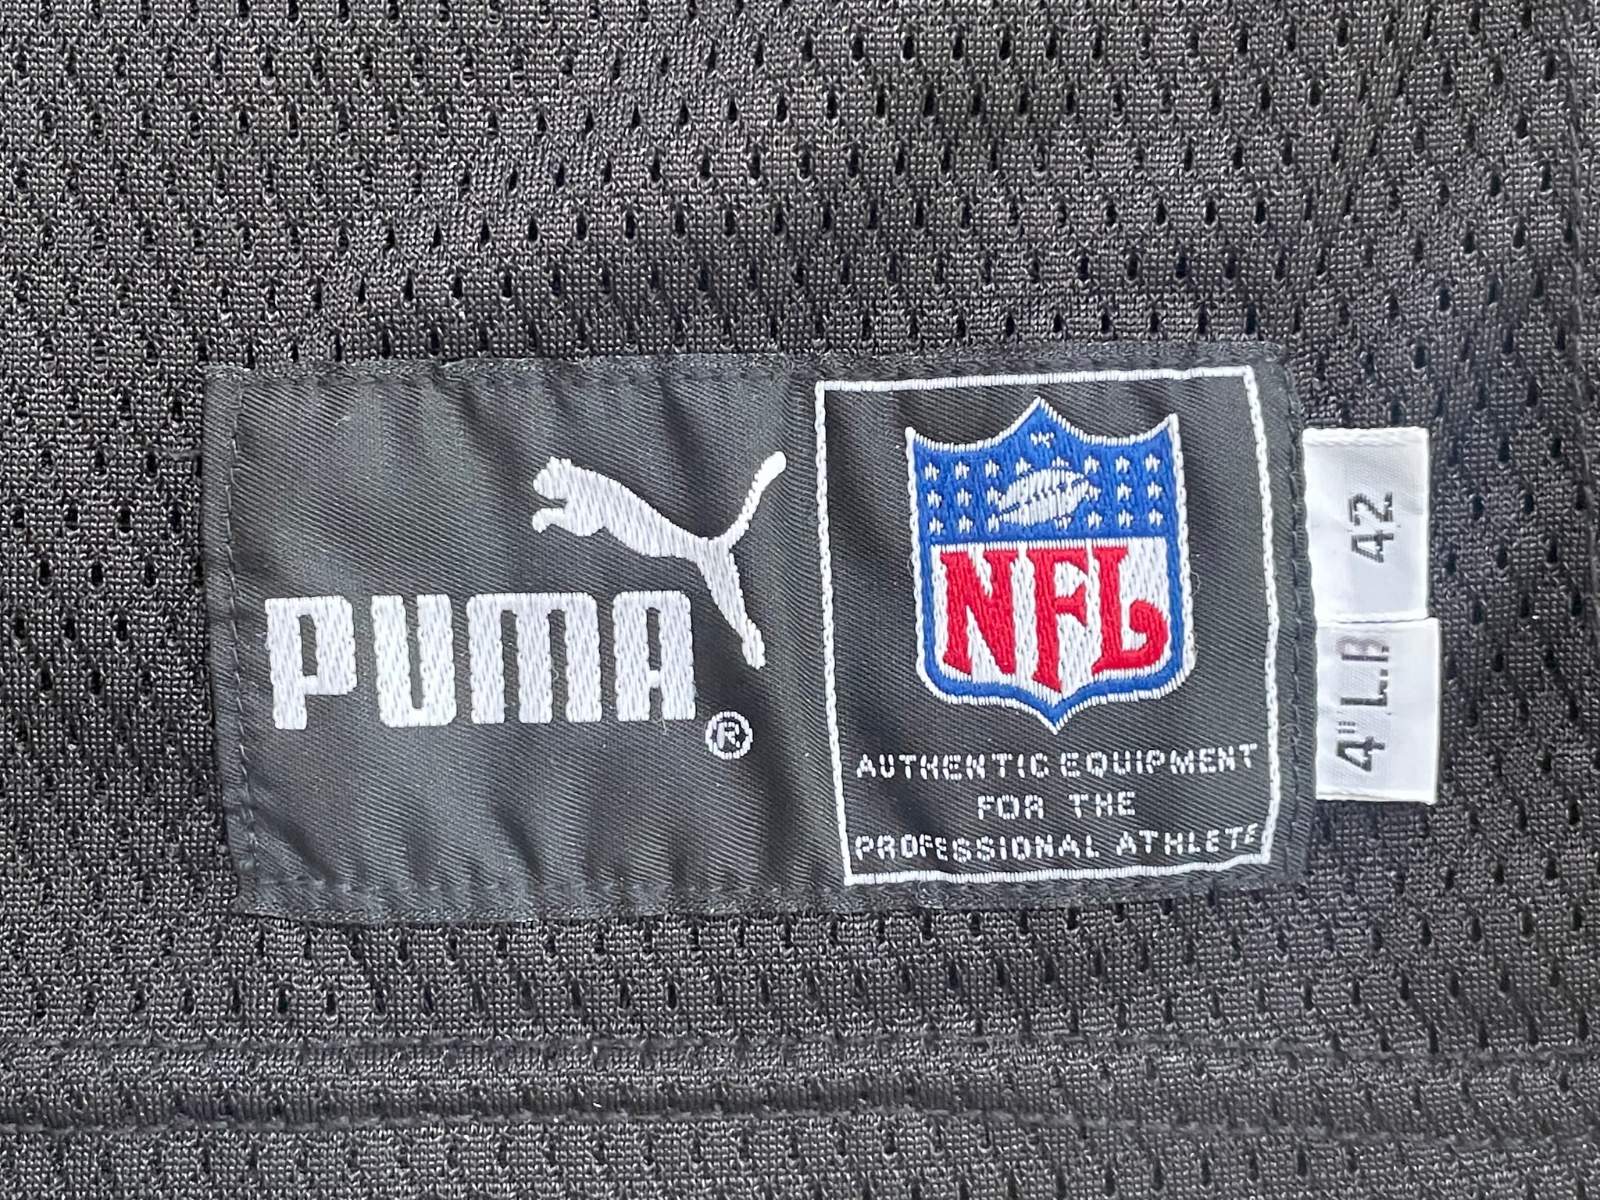 PUMA
®
NFL
AUTHENTIC EQUIPMENT
FOR THE
PROFESSIONAL ATHLETE
42
4" L.B